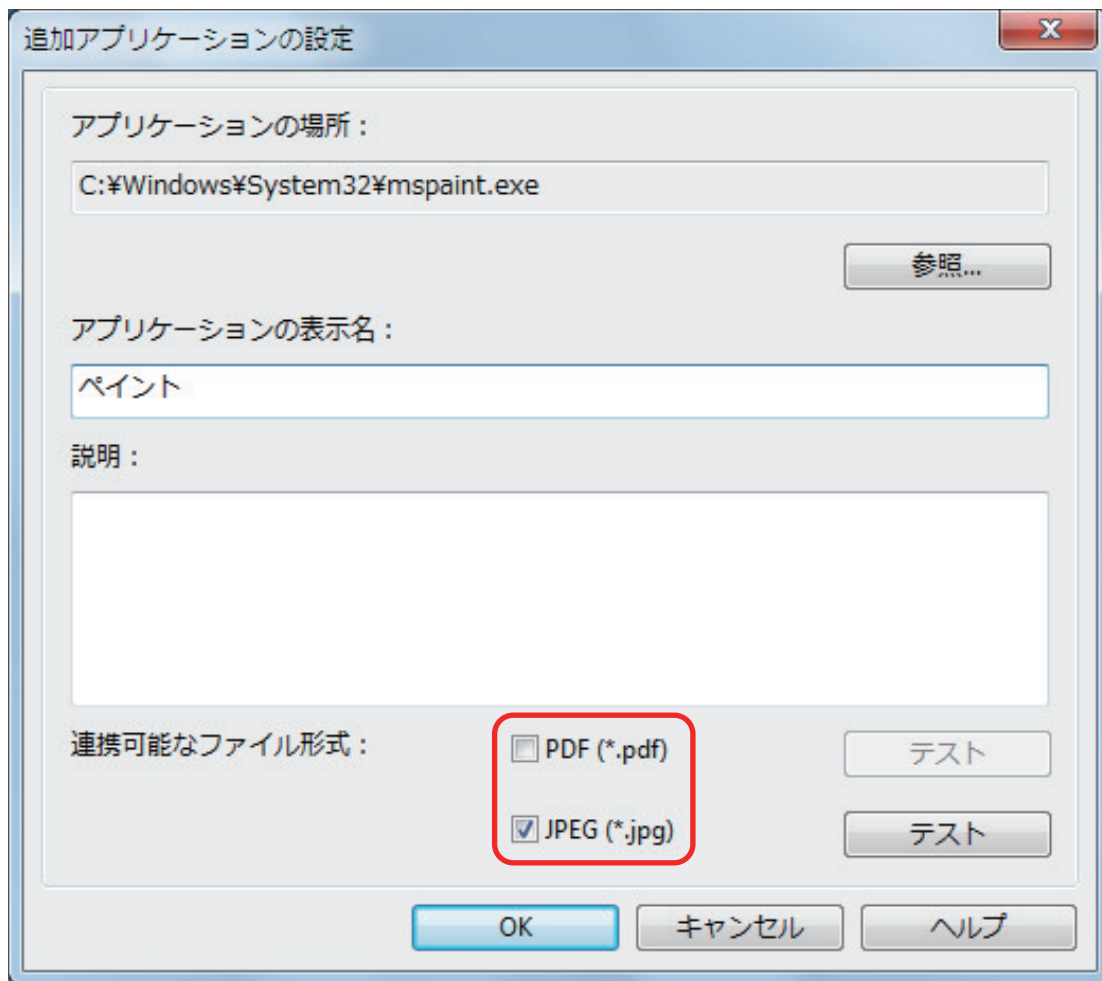 追加アプリケーションの設定
アプリケーションの場所：
C:¥Windows¥System32¥mspaint.exe
参照...
アプリケーションの表示名：
ペイント
説明：
連携可能なファイル形式：
PDF (*.pdf)
テスト
JPEG (*.jpg)
テスト
OK
キャンセル
ヘルプ